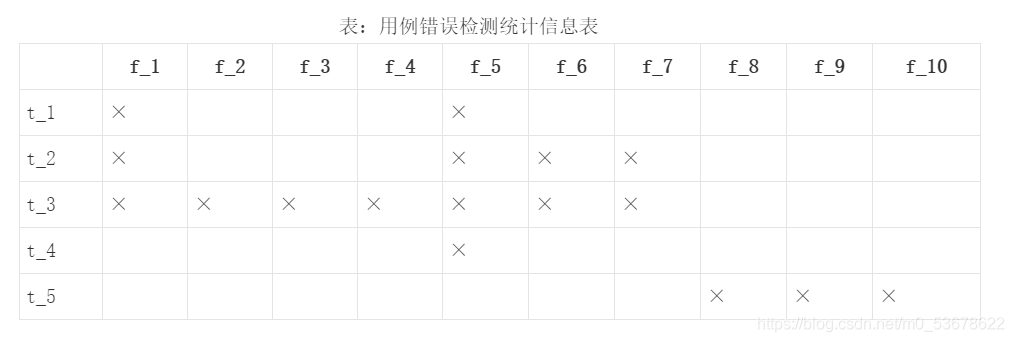 表: 用例错误检测统计信息表
f_1 f_2 f_3 f_4 f_5 f_6 f_7 f_8 f_9 f_10
t_1 × ×
t_2 × × × ×
t_3 × × × × × × ×
t_4 ×
t_5 × × ×
https://blog.csdn.net/m0_53678622